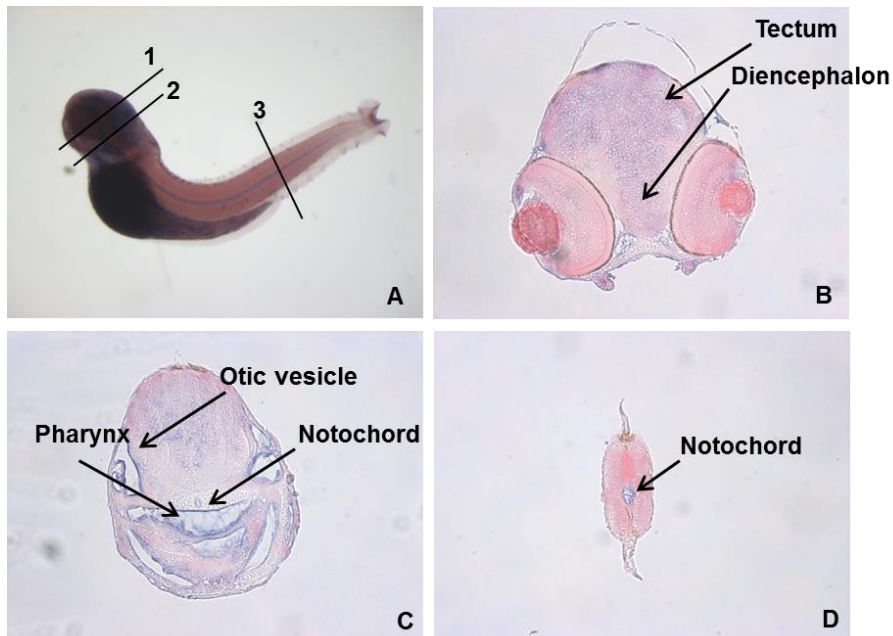 1
2
3
A
Tectum
Diencephalon
B
Otic vesicle
Pharynx
Notochord
C
Notochord
D